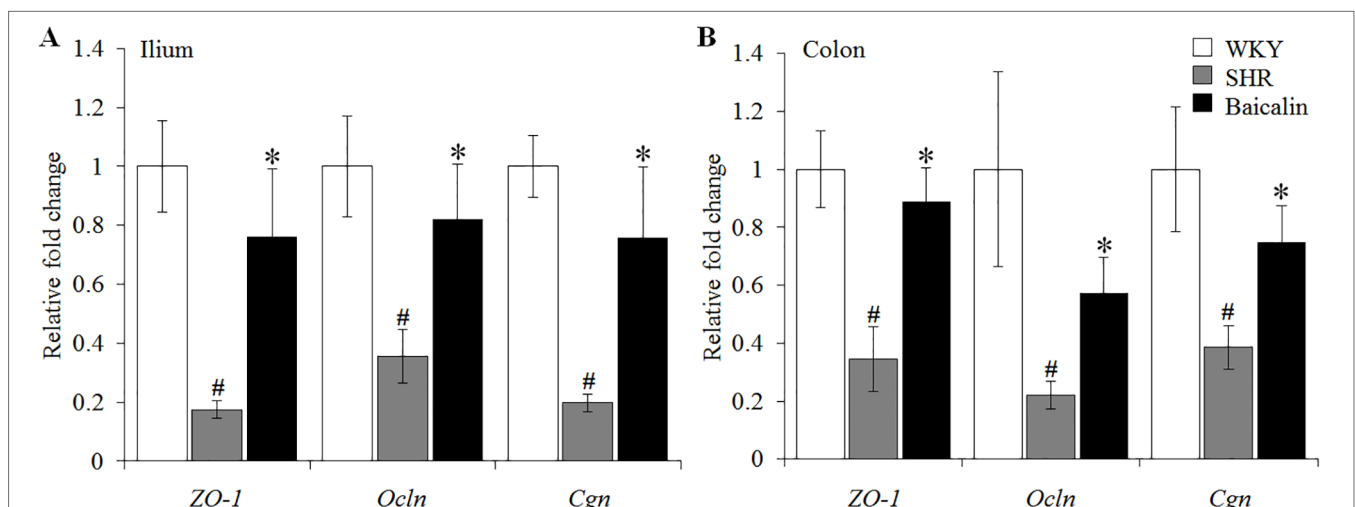 A
Ilium
Relative fold change
1.4
1.2
1
0.8
0.6
0.4
0.2
0
*
*
*
#
#
#
ZO-1
Ocln
Cgn
B
Colon
WKY
SHR
Baicalin
Relative fold change
1.4
1.2
1
0.8
0.6
0.4
0.2
0
*
*
*
#
#
#
ZO-1
Ocln
Cgn